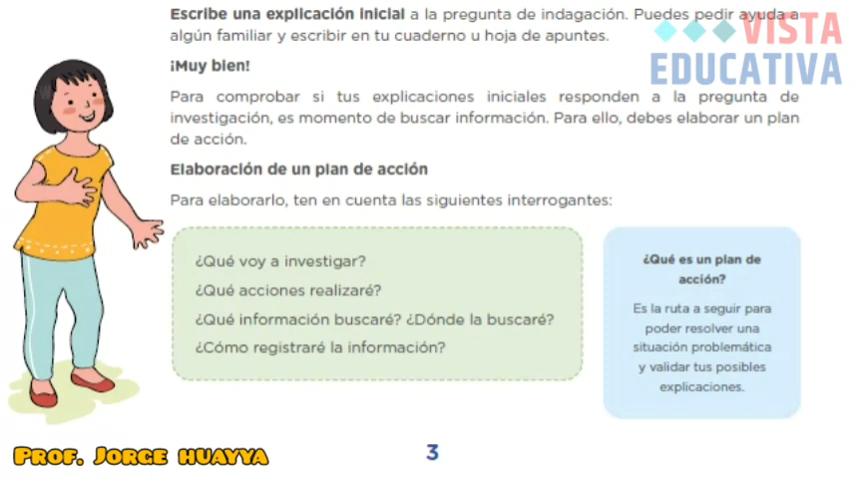 Escribe una explicación inicial a la pregunta de indagación. Puedes pedir ayuda a
algún familiar y escribir en tu cuaderno u hoja de apuntes.
VISTA
EDUCATIVA
¡Muy bien!
Para comprobar si tus explicaciones iniciales responden a la pregunta de
investigación, es momento de buscar información. Para ello, debes elaborar un plan
de acción.
Elaboración de un plan de acción
Para elaborarlo, ten en cuenta las siguientes interrogantes:
¿Qué voy a investigar?
¿Qué acciones realizaré?
¿Qué información buscaré? ¿Dónde la buscaré?
¿Cómo registraré la información?
¿Qué es un plan de
acción?
Es la ruta a seguir para
poder resolver una
situación problemática
y validar tus posibles
explicaciones.
Prof. Jorge huayya
3